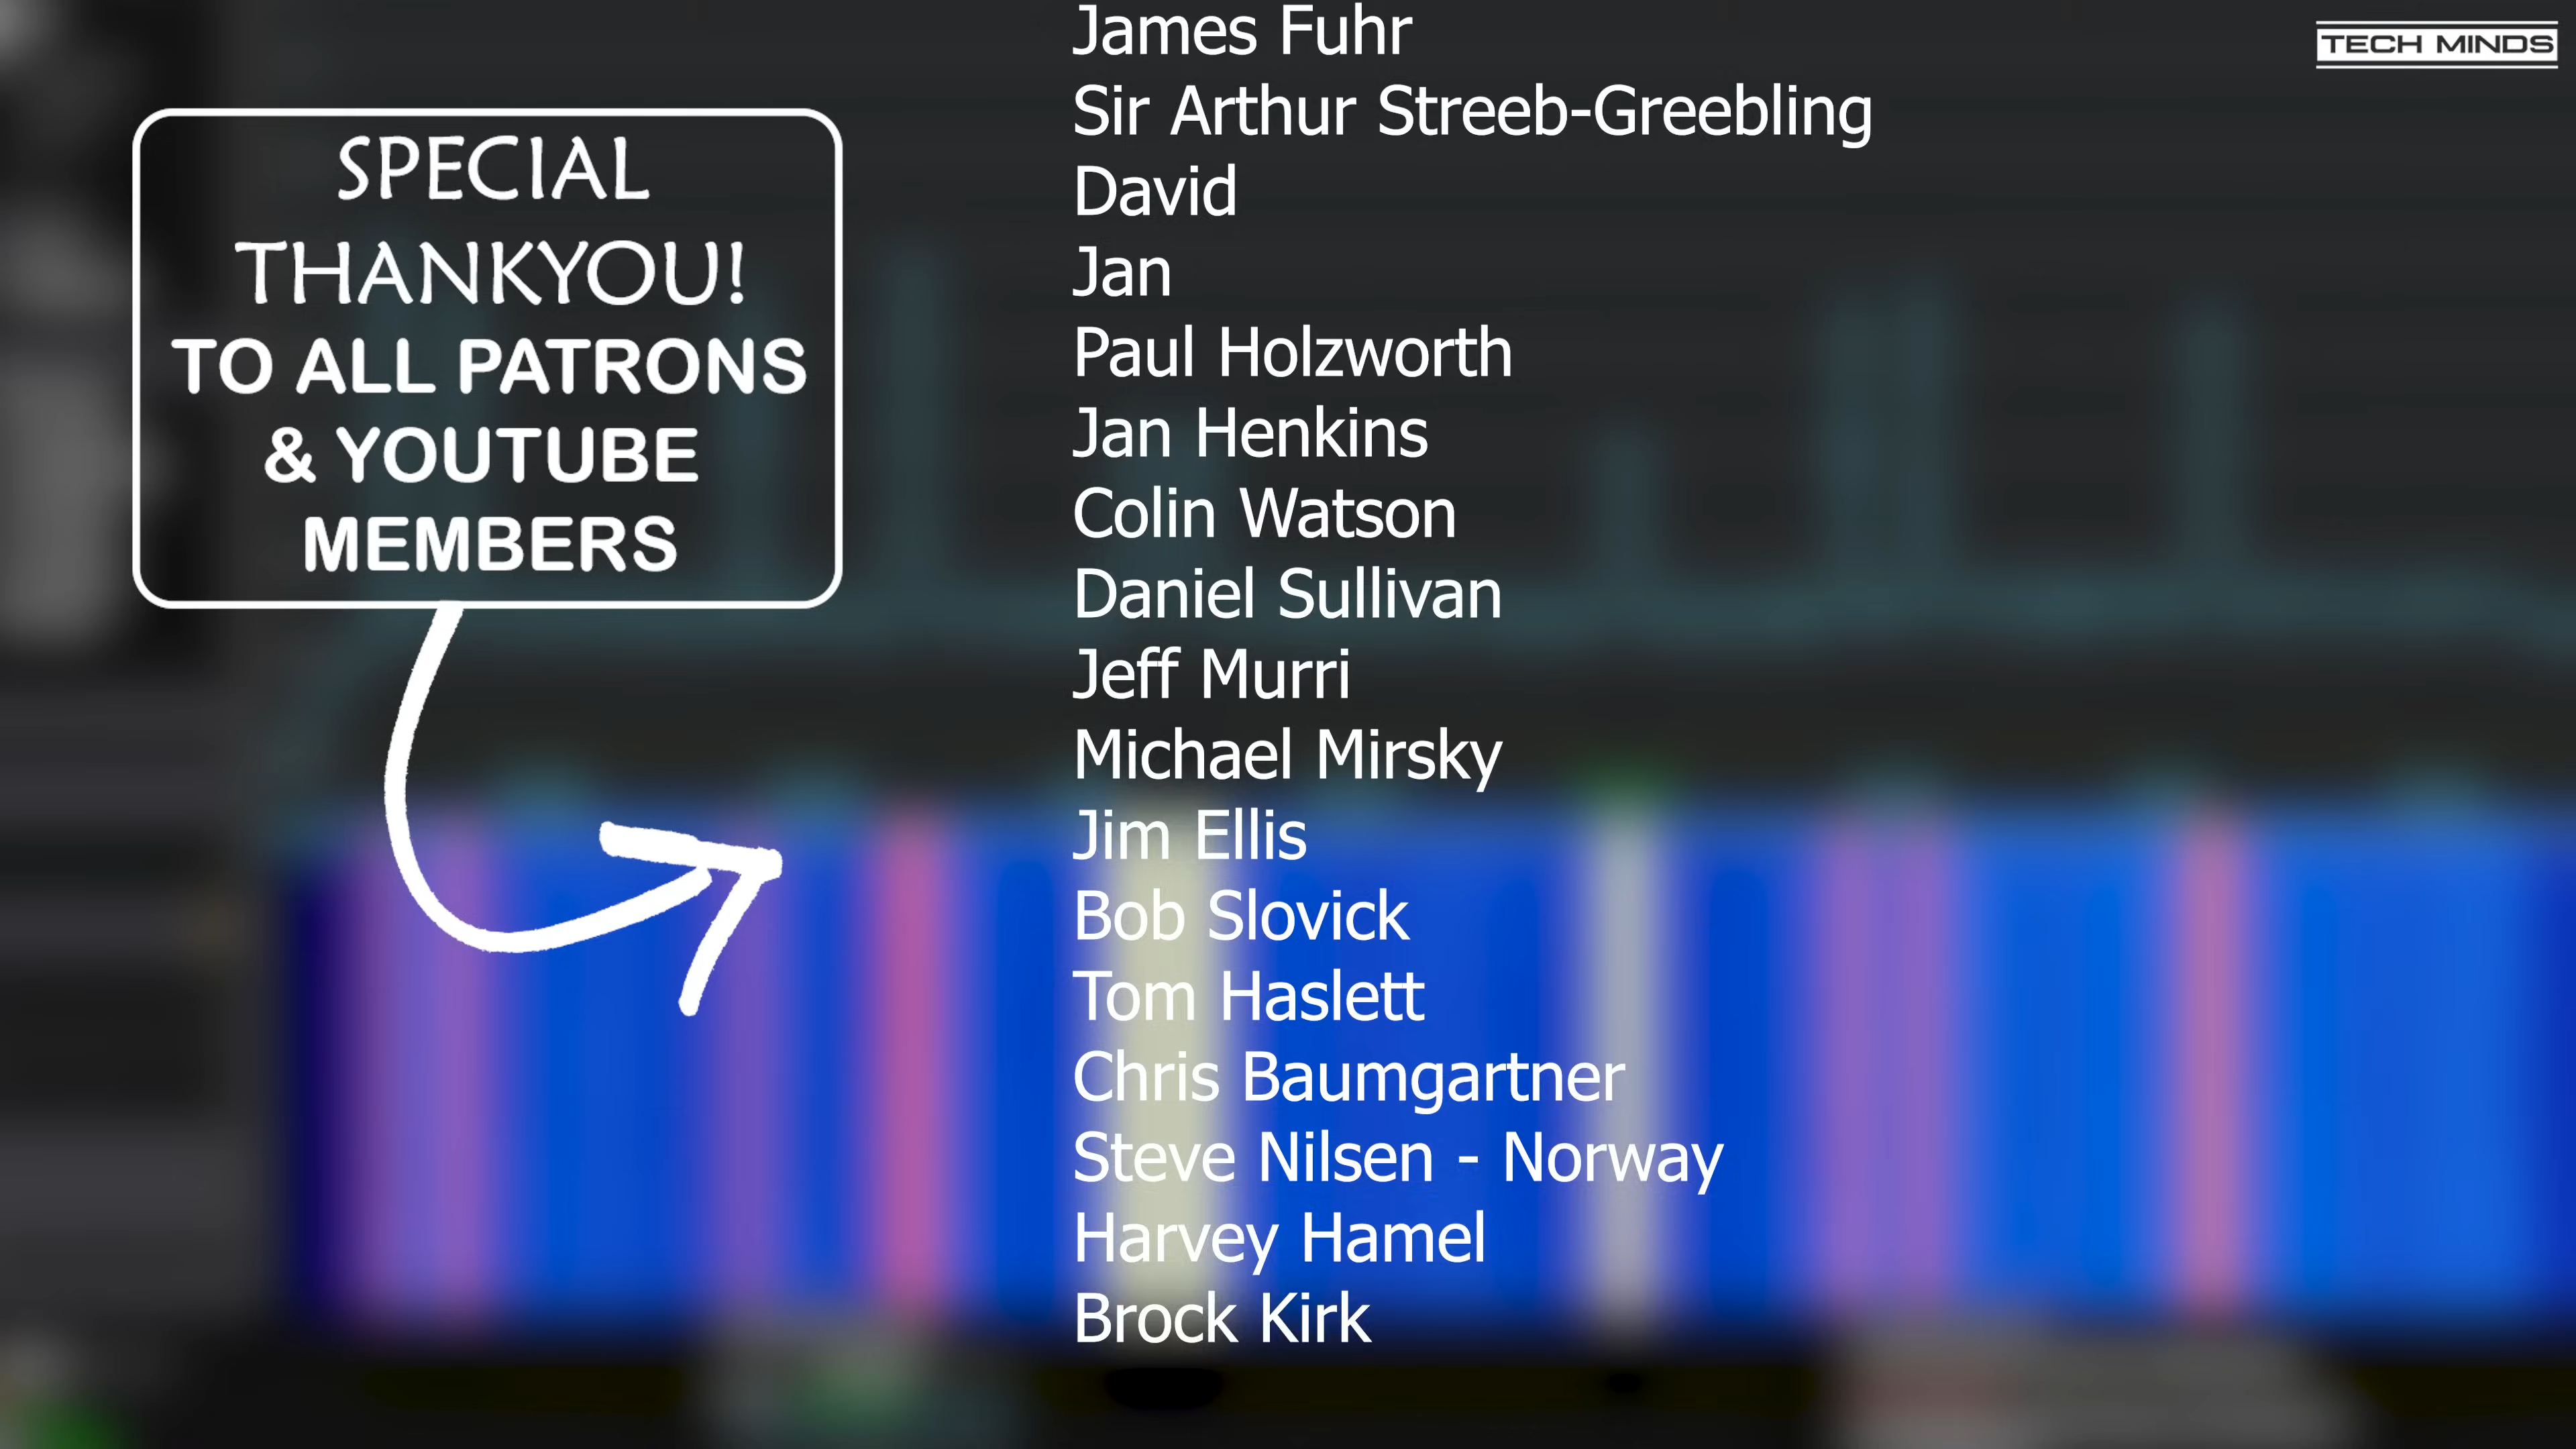 SPECIAL
THANKYOU!
TO ALL PATRONS
& YOUTUBE
MEMBERS
James Fuhr
Sir Arthur Streeb-Greebling
David
Jan
Paul Holzworth
Jan Henkins
Colin Watson
Daniel Sullivan
Jeff Murri
Michael Mirsky
Jim Ellis
Bob Slovick
Tom Haslett
Chris Baumgartner
Steve Nilsen - Norway
Harvey Hamel
Brock Kirk
TECH MINDS